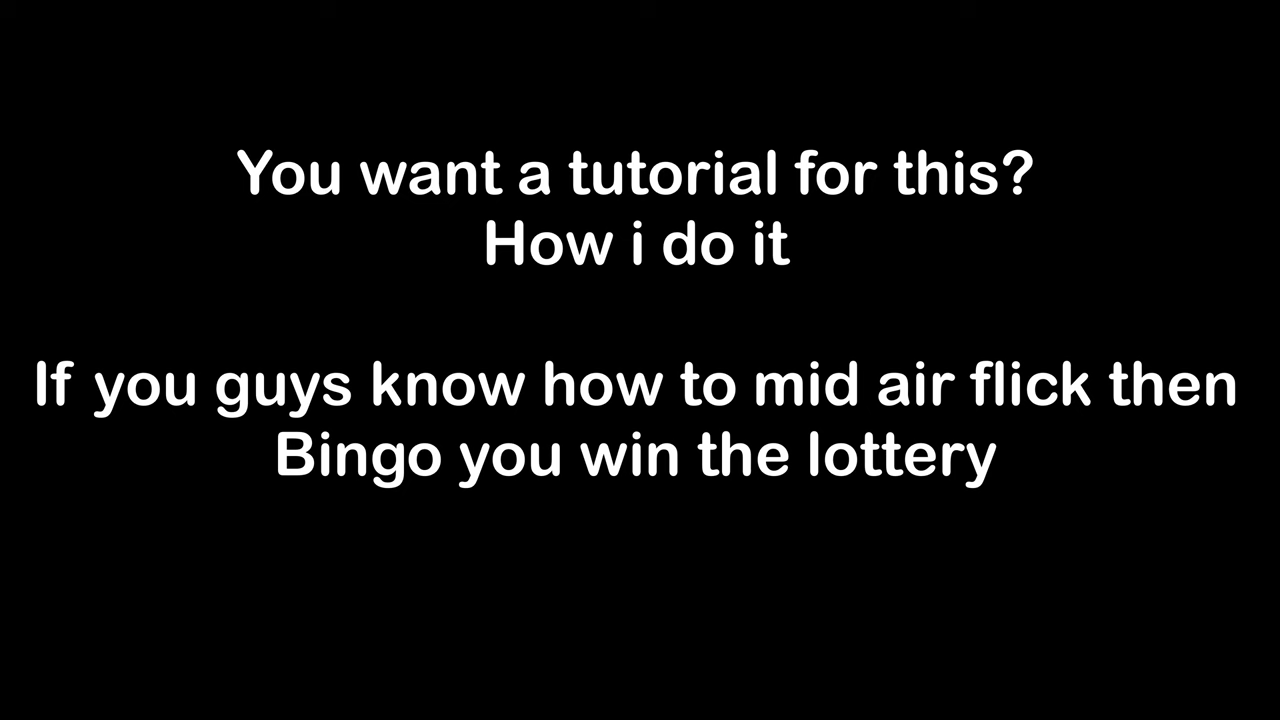 You want a tutorial for this?
How i do it
If you guys know how to mid air flick then
Bingo you win the lottery